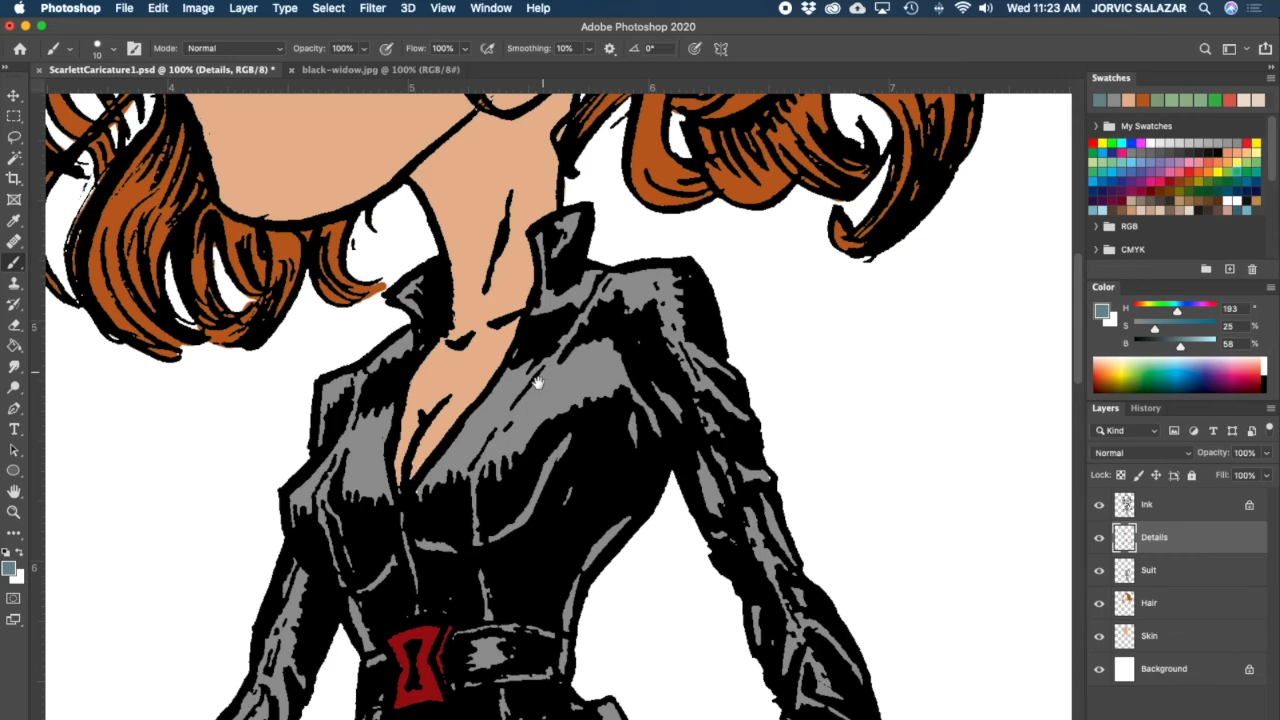 Photoshop File Edit Image Layer Type Select Filter 3D View Window Help Wed 11:23 AM JORVIC SALAZAR
Adobe Photoshop 2020
10 Mode: Normal Opacity: 100% Flow: 100% Smoothing: 10% 0°
ScarlettCaricature1.psd @ 100% (Details, RGB/8) * black-widow.jpg @ 100% (RGB/8#)
4 5 6 7
5
6
Swatches
My Swatches
RGB
CMYK
Color
H 193 °
S 25 %
B 58 %
Layers History
Kind
Normal Opacity: 100%
Lock: Fill: 100%
Ink
Details
Suit
Hair
Skin
Background